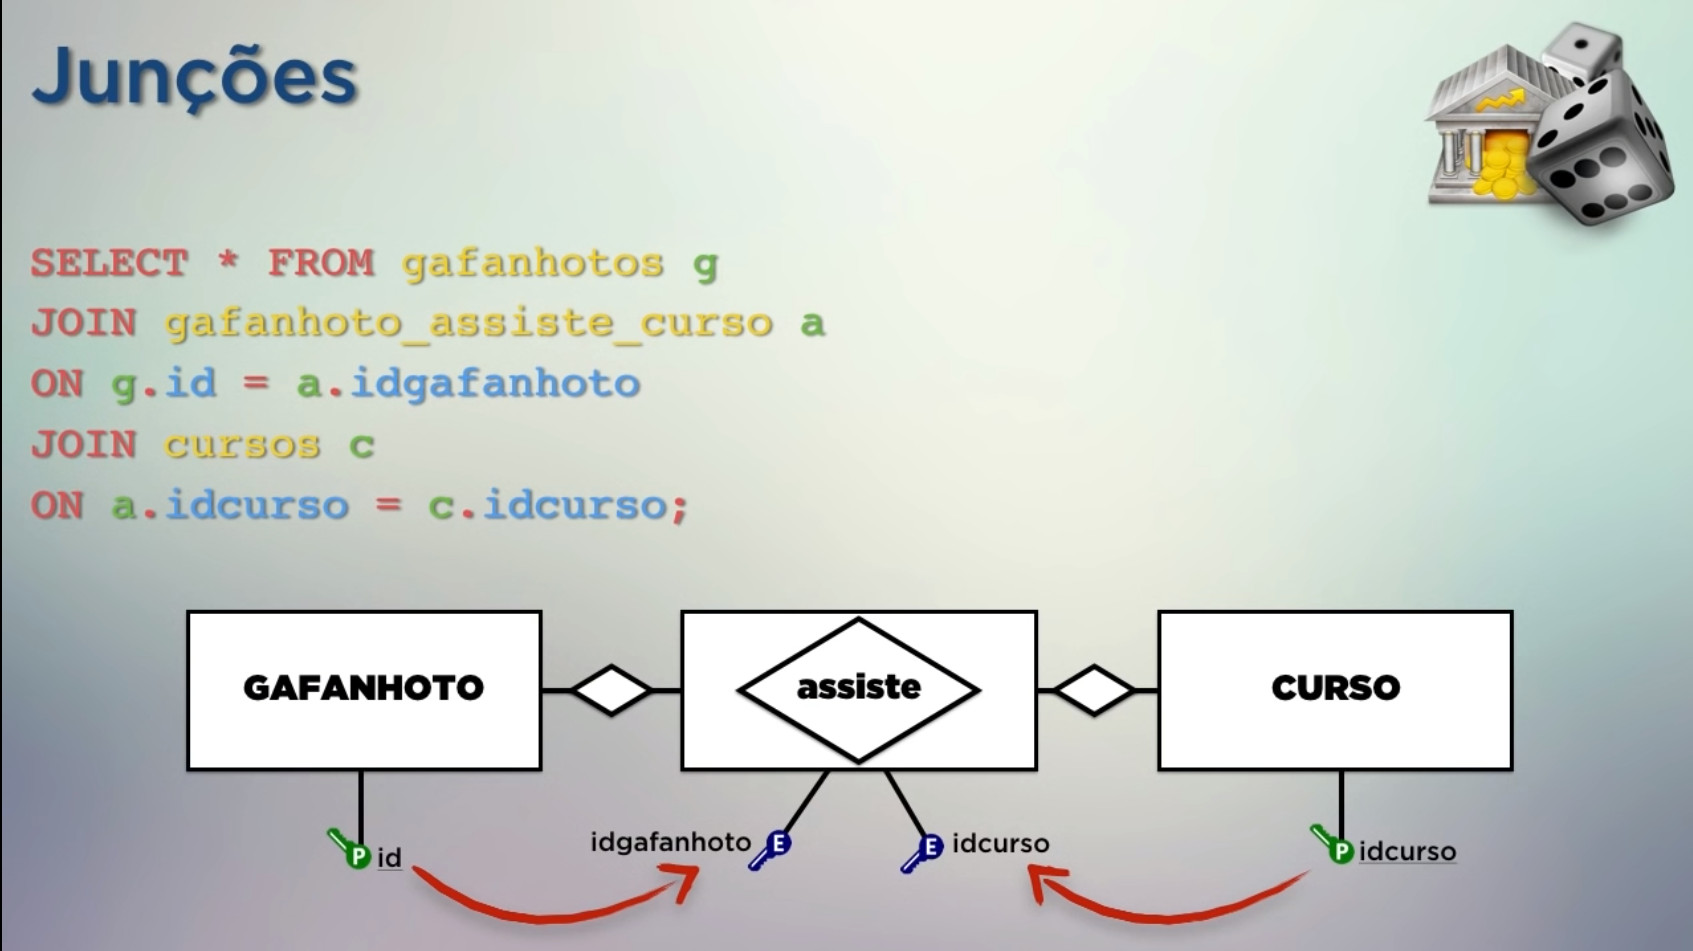 Junções
SELECT * FROM gafanhotos g
JOIN gafanhoto_assiste_curso a
ON g.id = a.idgafanhoto
JOIN cursos c
ON a.idcurso = c.idcurso;
GAFANHOTO
assiste
CURSO
P id
idgafanhoto E
E idcurso
P idcurso